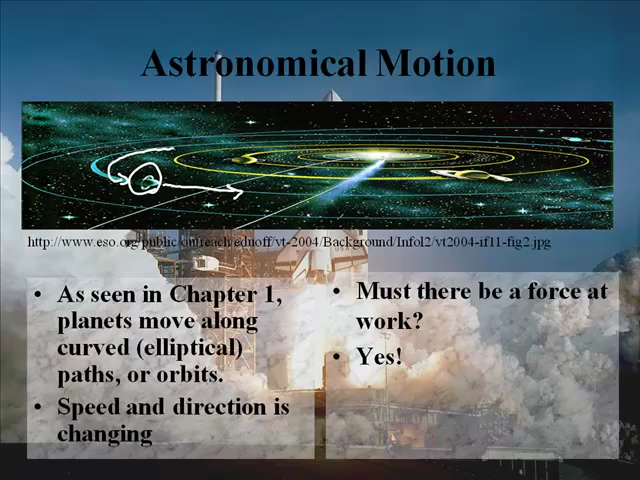 Astronomical Motion
http://www.eso.org/public/outreach/eduoff/vt-2004/Background/Infol2/vt2004-if11-fig2.jpg
• As seen in Chapter 1,
planets move along
curved (elliptical)
paths, or orbits.
• Speed and direction is
changing
• Must there be a force at
work?
• Yes!